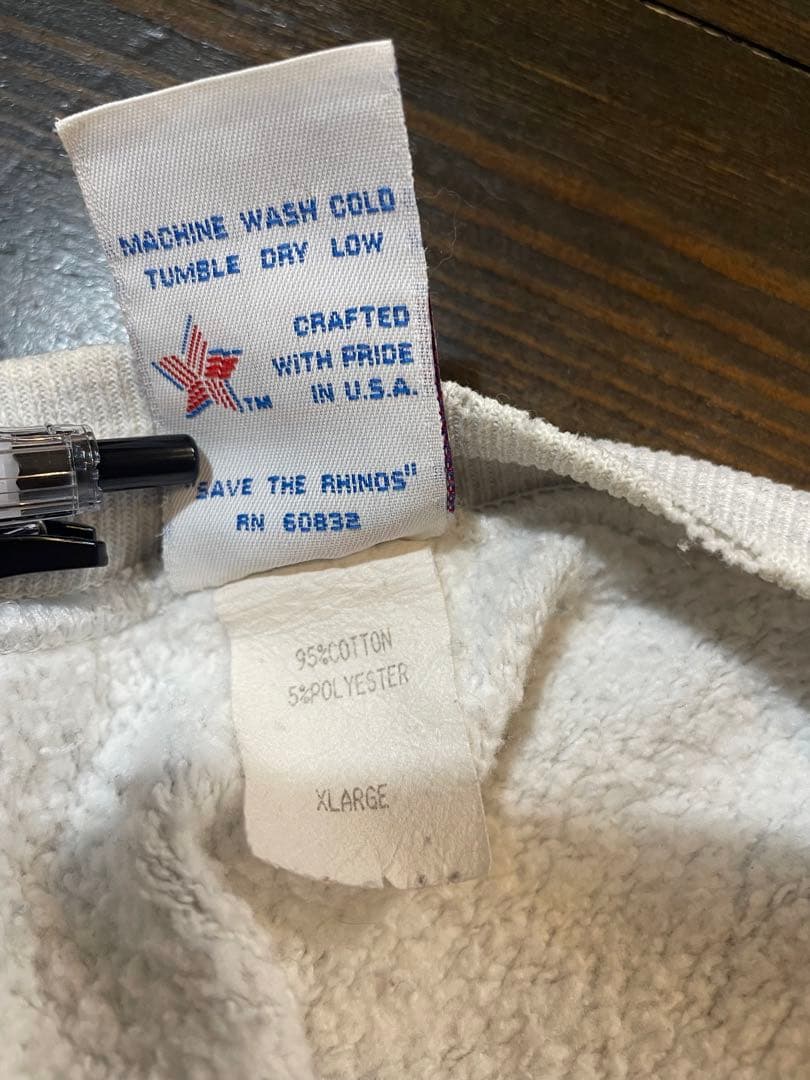 MACHINE WASH COLD
TUMBLE DRY LOW
CRAFTED
WITH PRIDE
IN U.S.A.
TM
"SAVE THE RHINOS"
RN 60832
95%COTTON
5%POLYESTER
XLARGE